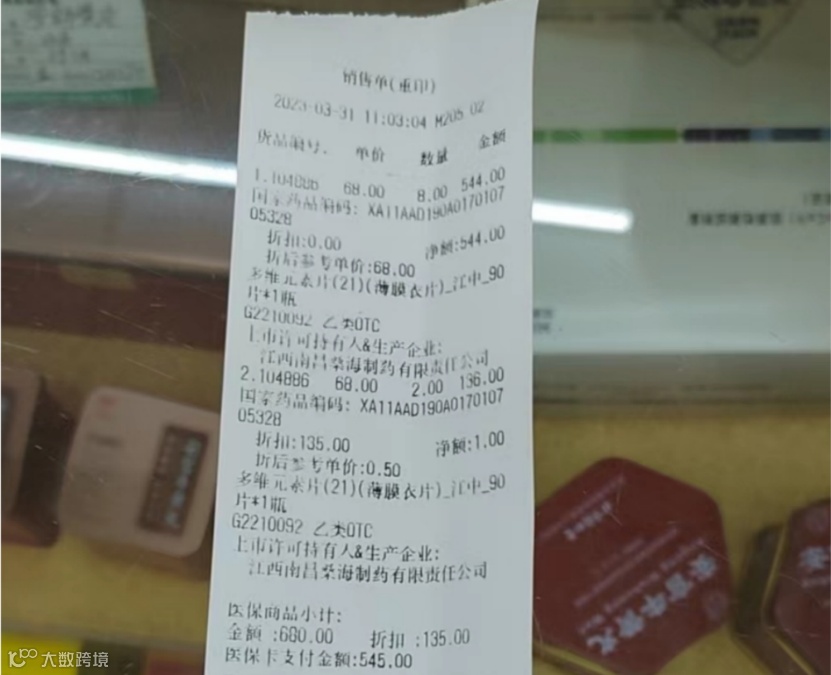 销售单(重印)
2023-03-31 11:03:04 M205 02
货品编号、 单价 数量 金额
1.104886 68.00 8.00 544.00
国家药品编码: XA11AAD190A0170107
05328
折扣:0.00 净额:544.00
折后参考单价:68.00
多维元素片(21)(薄膜衣片)_江中_90
片*1瓶
G2210092 乙类OTC
上市许可持有人&生产企业:
江西南昌桑海制药有限责任公司
2.104886 68.00 2.00 136.00
国家药品编码: XA11AAD190A0170107
05328
折扣:135.00 净额:1.00
折后参考单价:0.50
多维元素片(21)(薄膜衣片)_江中_90
片*1瓶
G2210092 乙类OTC
上市许可持有人&生产企业:
江西南昌桑海制药有限责任公司
医保商品小计:
金额 :680.00 折扣 :135.00
医保卡支付金额:545.00
大数跨境